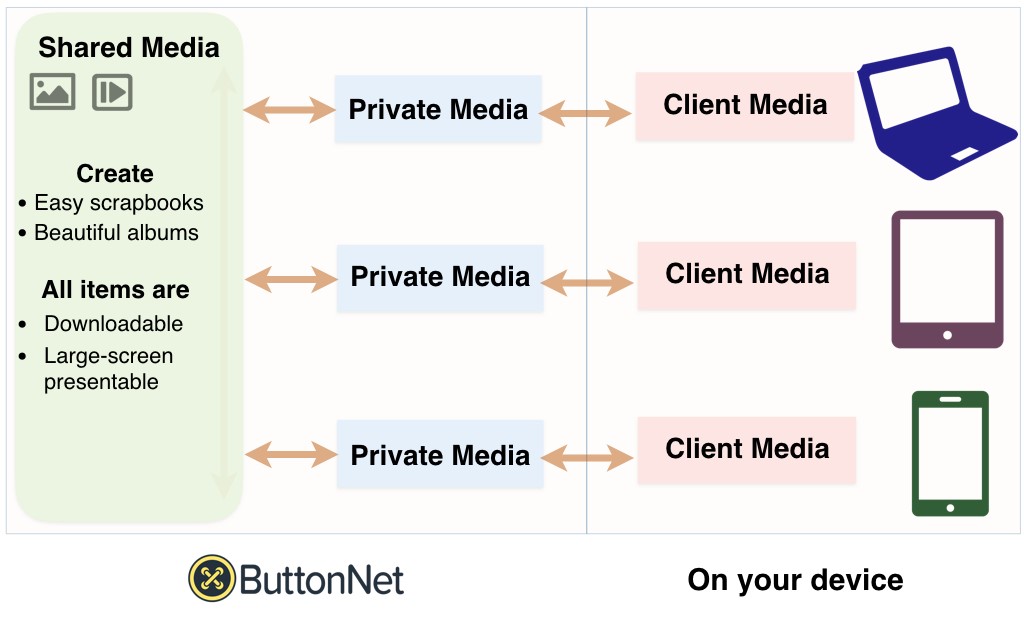 Shared Media
Create
• Easy scrapbooks
• Beautiful albums
All items are
• Downloadable
• Large-screen
presentable
Private Media
Client Media
Private Media
Client Media
Private Media
Client Media
ButtonNet
On your device